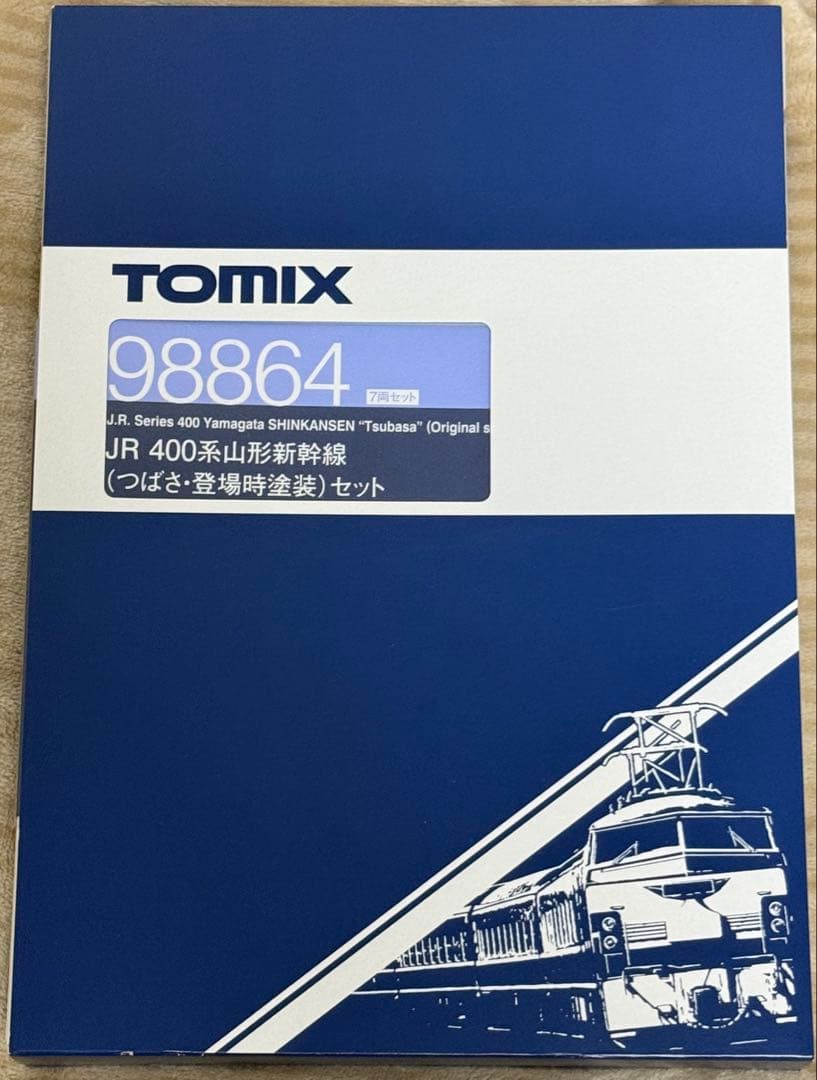 TOMIX
98864
7両セット
J.R. Series 400 Yamagata SHINKANSEN “Tsubasa” (Original s
JR 400系山形新幹線
(つばさ・登場時塗装)セット